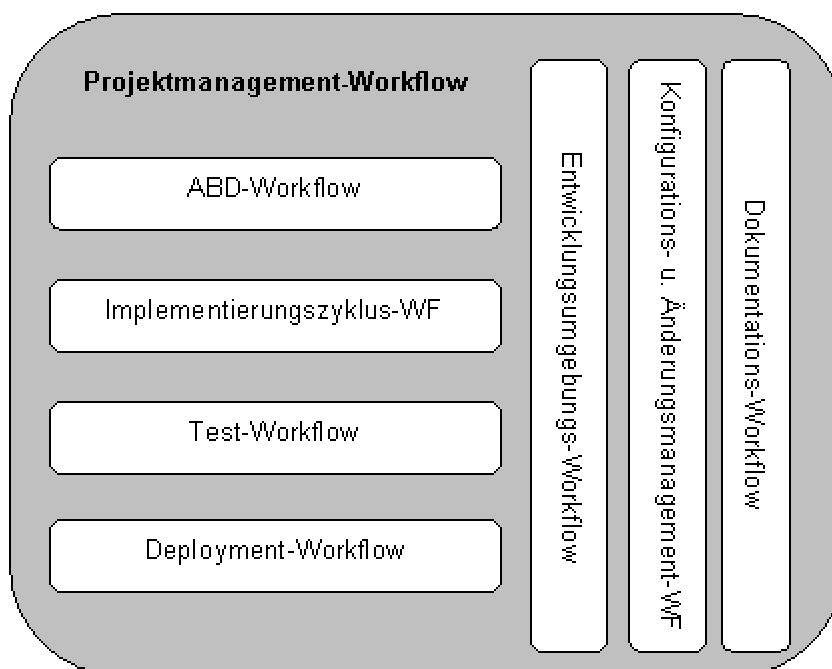 Projektmanagement-Workflow
ABD-Workflow
Implementierungszyklus-WF
Test-Workflow
Deployment-Workflow
Entwicklungsumgebungs-Workflow
Konfigurations- u. Änderungsmanagement-WF
Dokumentations-Workflow